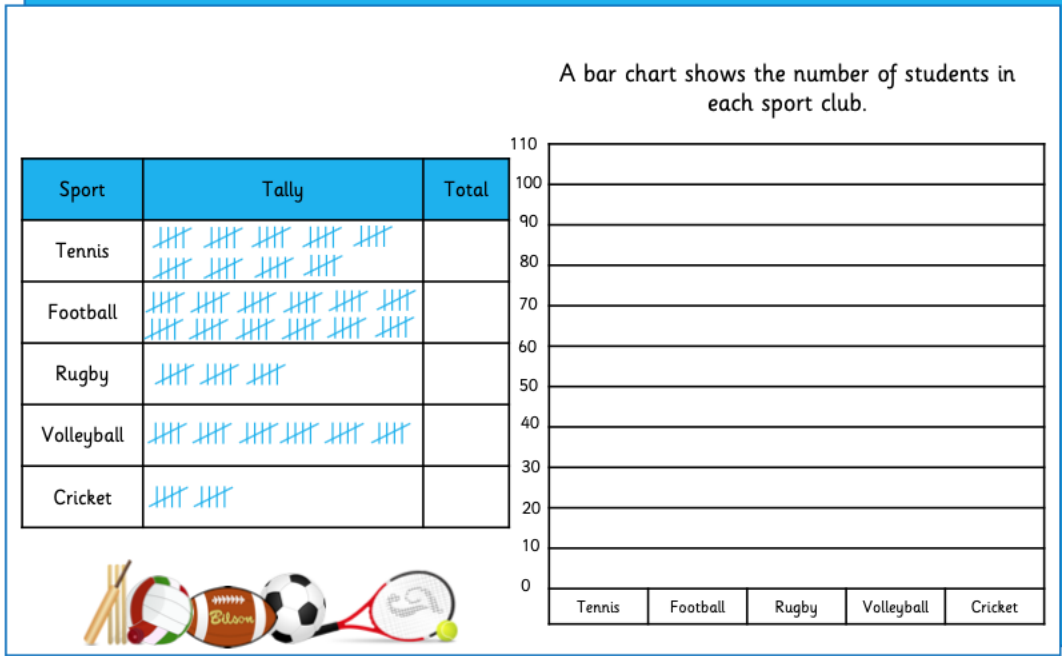 A bar chart shows the number of students in
each sport club.
Sport Tally Total
Tennis
Football
Rugby
Volleyball
Cricket
110
100
90
80
70
60
50
40
30
20
10
0
Tennis Football Rugby Volleyball Cricket
Bilson